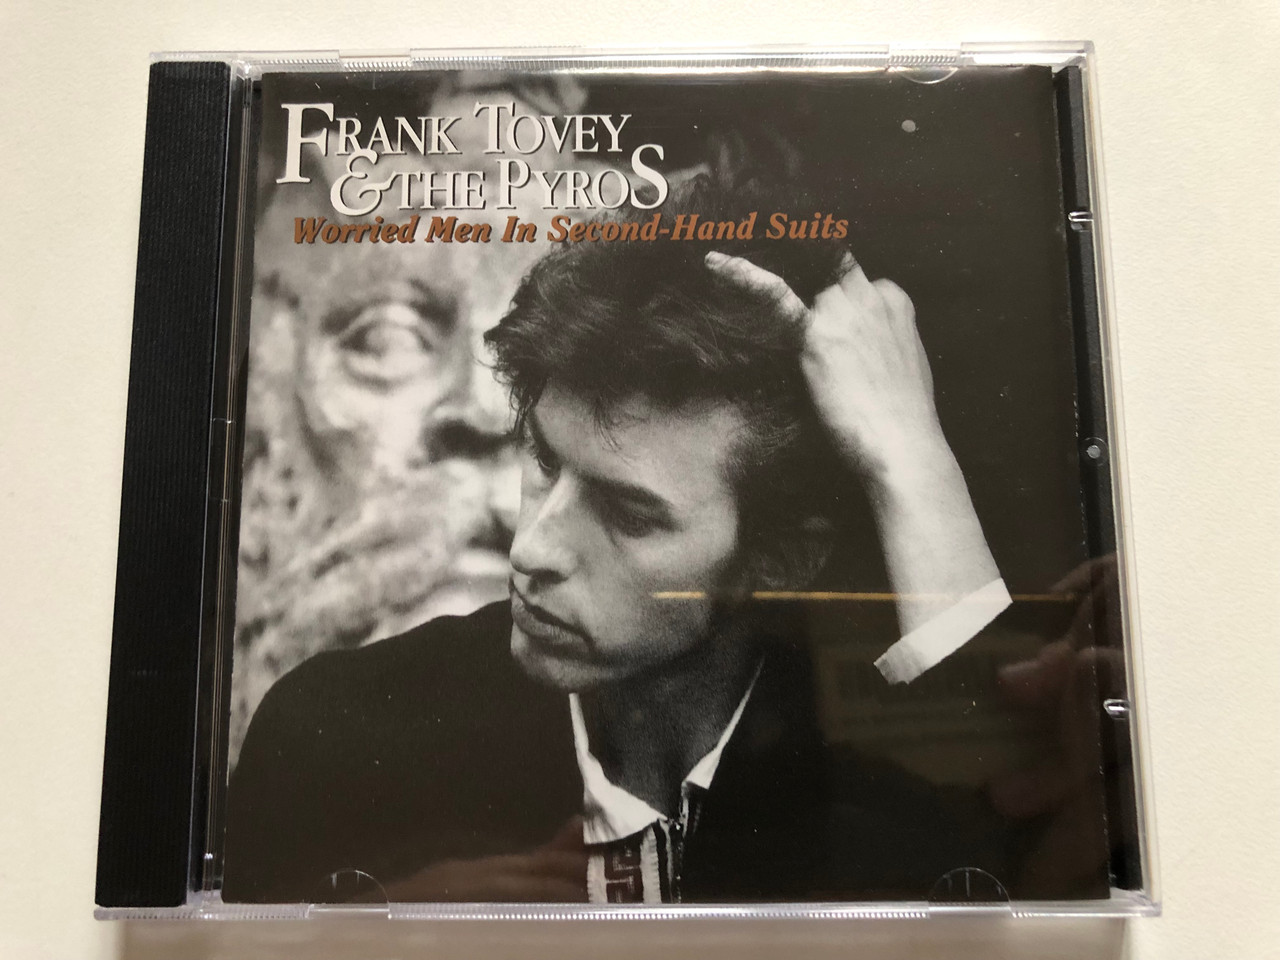 Frank Tovey
& the PyroS
Worried Men In Second-Hand Suits